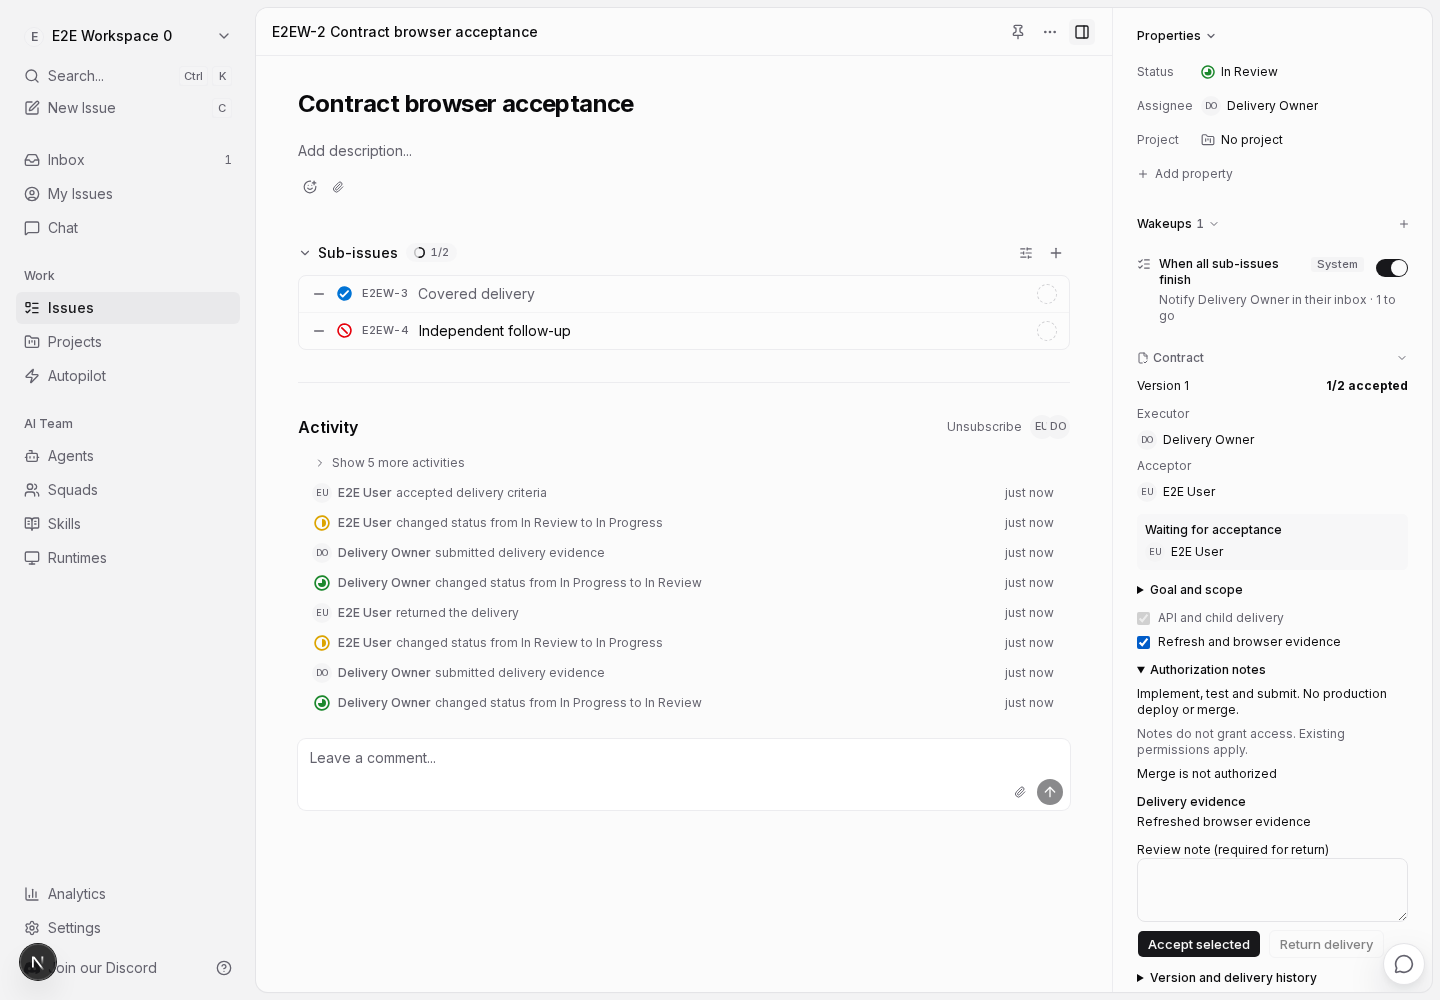 E
E2E Workspace 0
Search...
Ctrl K
New Issue
C
Inbox
1
My Issues
Chat
Work
Issues
Projects
Autopilot
AI Team
Agents
Squads
Skills
Runtimes
Analytics
Settings
N
Join our Discord
E2EW-2 Contract browser acceptance
Contract browser acceptance
Add description...
Sub-issues
1/2
E2EW-3 Covered delivery
E2EW-4 Independent follow-up
Activity
Unsubscribe
EU DO
Show 5 more activities
EU E2E User accepted delivery criteria just now
E2E User changed status from In Review to In Progress just now
DO Delivery Owner submitted delivery evidence just now
Delivery Owner changed status from In Progress to In Review just now
EU E2E User returned the delivery just now
E2E User changed status from In Review to In Progress just now
DO Delivery Owner submitted delivery evidence just now
Delivery Owner changed status from In Progress to In Review just now
Leave a comment...
Properties
Status In Review
Assignee DO Delivery Owner
Project No project
Add property
Wakeups 1
When all sub-issues
finish
System
Notify Delivery Owner in their inbox · 1 to
go
Contract
Version 1 1/2 accepted
Executor
DO Delivery Owner
Acceptor
EU E2E User
Waiting for acceptance
EU E2E User
Goal and scope
API and child delivery
Refresh and browser evidence
Authorization notes
Implement, test and submit. No production
deploy or merge.
Notes do not grant access. Existing
permissions apply.
Merge is not authorized
Delivery evidence
Refreshed browser evidence
Review note (required for return)
Accept selected
Return delivery
Version and delivery history